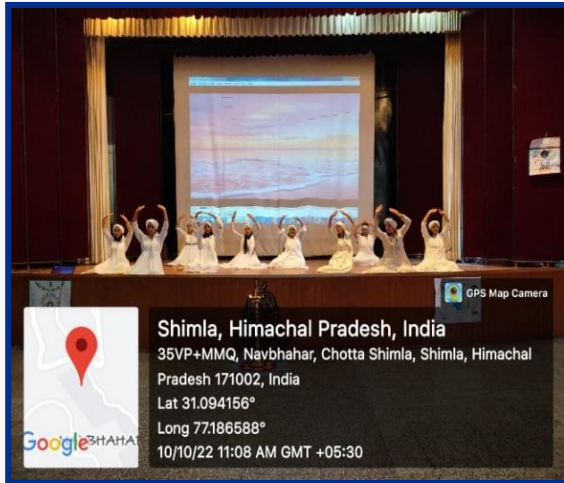 GPS Map Camera
Shimla, Himachal Pradesh, India
35VP+MMQ, Navbhahar, Chotta Shimla, Shimla, Himachal
Pradesh 171002, India
Lat 31.094156°
Long 77.186588°
10/10/22 11:08 AM GMT +05:30
Google